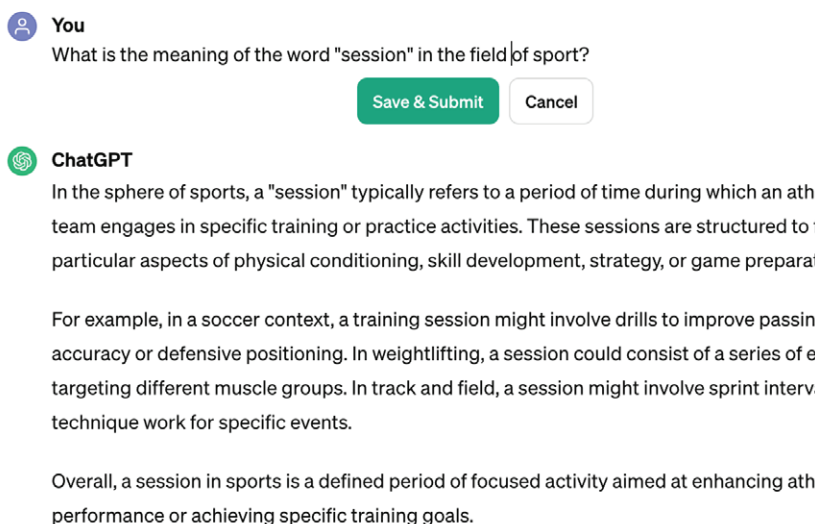 You
What is the meaning of the word "session" in the field of sport?
Save & Submit Cancel
ChatGPT
In the sphere of sports, a "session" typically refers to a period of time during which an
team engages in specific training or practice activities. These sessions are structured to
particular aspects of physical conditioning, skill development, strategy, or game
For example, in a soccer context, a training session might involve drills to improve
accuracy or defensive positioning. In weightlifting, a session could consist of a series of
targeting different muscle groups. In track and field, a session might involve sprint
technique work for specific events.
Overall, a session in sports is a defined period of focused activity aimed at enhancing
performance or achieving specific training goals.